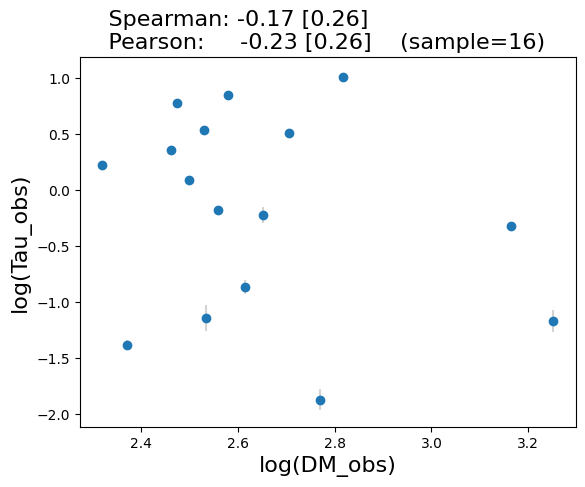 Spearman: -0.17 [0.26]
Pearson: -0.23 [0.26] (sample=16)
1.0
0.5
0.0
−0.5
−1.0
−1.5
−2.0
log(Tau_obs)
2.4 2.6 2.8 3.0 3.2
log(DM_obs)